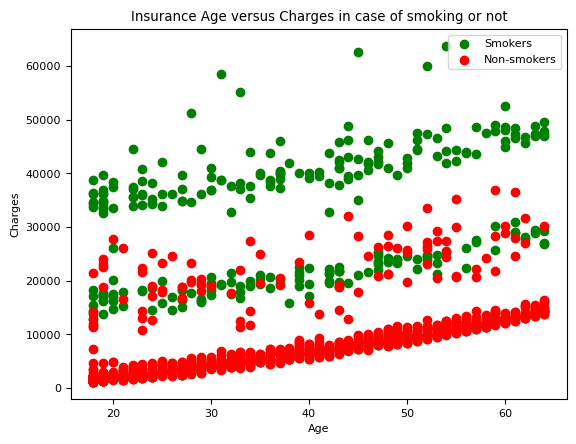 Insurance Age versus Charges in case of smoking or not
Smokers
Non-smokers
60000
50000
40000
30000
20000
10000
0
Charges
20
30
40
50
60
Age